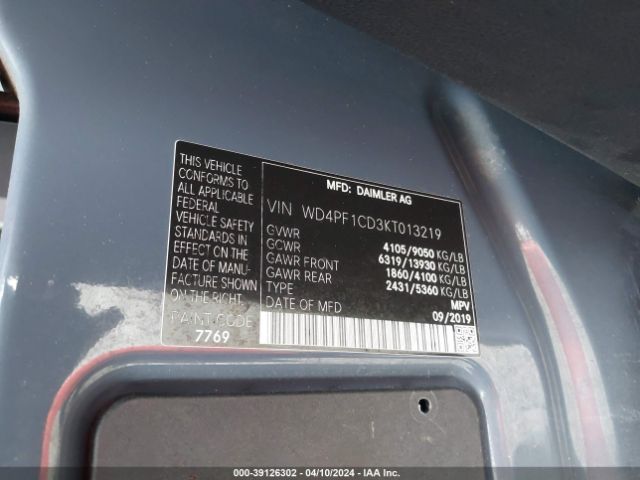 THIS VEHICLE
CONFORMS TO
ALL APPLICABLE
FEDERAL
VEHICLE SAFETY
STANDARDS IN
EFFECT ON THE
DATE OF MANU-
FACTURE SHOWN
ON THE RIGHT.
PAINT CODE
7769
MFD: DAIMLER AG
VIN WD4PF1CD3KT013219
GVWR 4105/9050 KG/LB
GCWR 6319/13930 KG/LB
GAWR FRONT 1860/4100 KG/LB
GAWR REAR 2431/5360 KG/LB
TYPE MPV
DATE OF MFD 09/2019
000-39126302 - 04/10/2024 - IAA Inc.